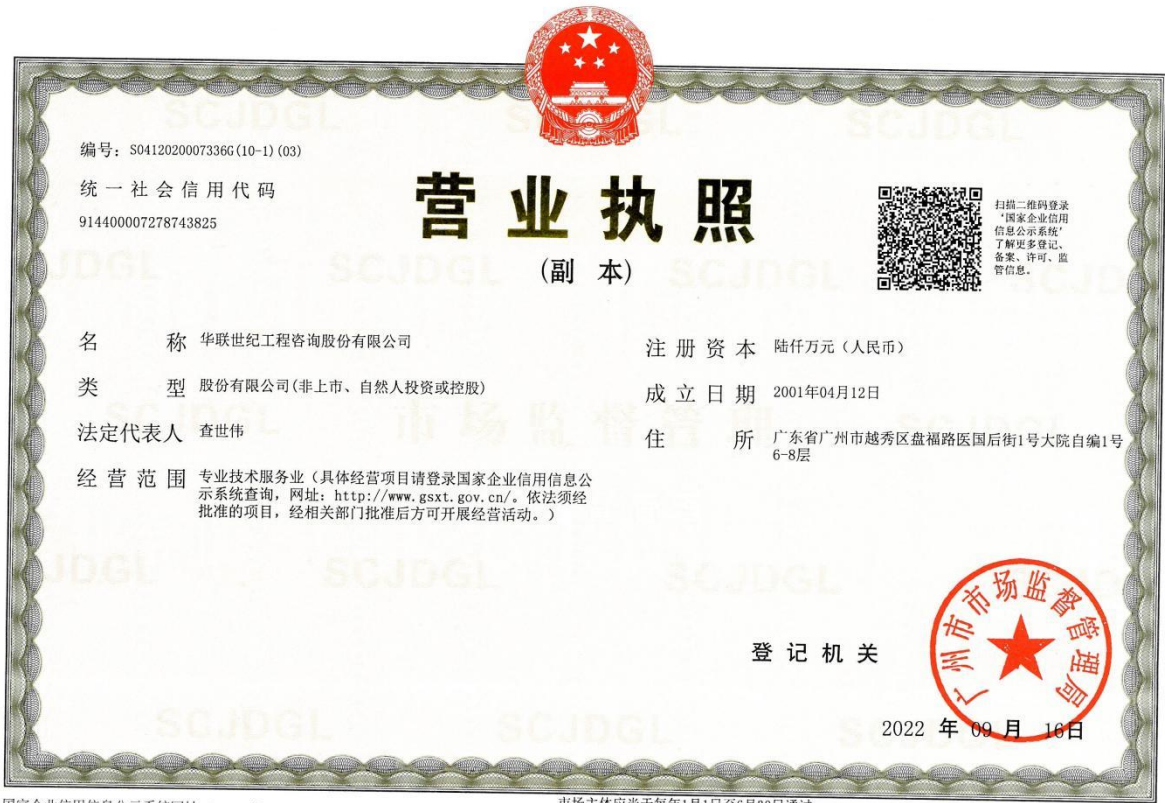 编号：S0412020007336G(10-1)(03)
统一社会信用代码
914400007278743825
营业执照
(副 本)
扫描二维码登录
‘国家企业信用
信息公示系统’
了解更多登记、
备案、许可、监
管信息。
名 称 华联世纪工程咨询股份有限公司
类 型 股份有限公司(非上市、自然人投资或控股)
法定代表人 查世伟
经营范围 专业技术服务业（具体经营项目请登录国家企业信用信息公
示系统查询，网址：http://www.gsxt.gov.cn/。依法须经
批准的项目，经相关部门批准后方可开展经营活动。）
注册资本 陆仟万元（人民币）
成立日期 2001年04月12日
住 所 广东省广州市越秀区盘福路医国后街1号大院自编1号
6-8层
登记机关
广州市市场监督管理局
2022 年 09 月 16日
SCJDGL
市场监督管理